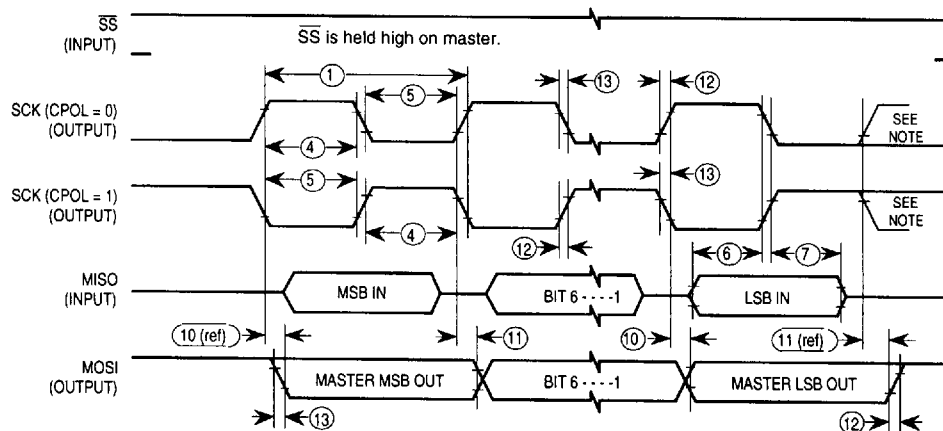 SS
(INPUT)
SS is held high on master.
1
13
12
5
SCK (CPOL = 0)
(OUTPUT)
SEE
NOTE
4
5
13
SCK (CPOL = 1)
(OUTPUT)
SEE
NOTE
4
12
6
7
MISO
(INPUT)
MSB IN
BIT 6 - - - - -1
LSB IN
10 (ref)
11
10
11 (ref)
MOSI
(OUTPUT)
MASTER MSB OUT
BIT 6 - - - - -1
MASTER LSB OUT
13
12